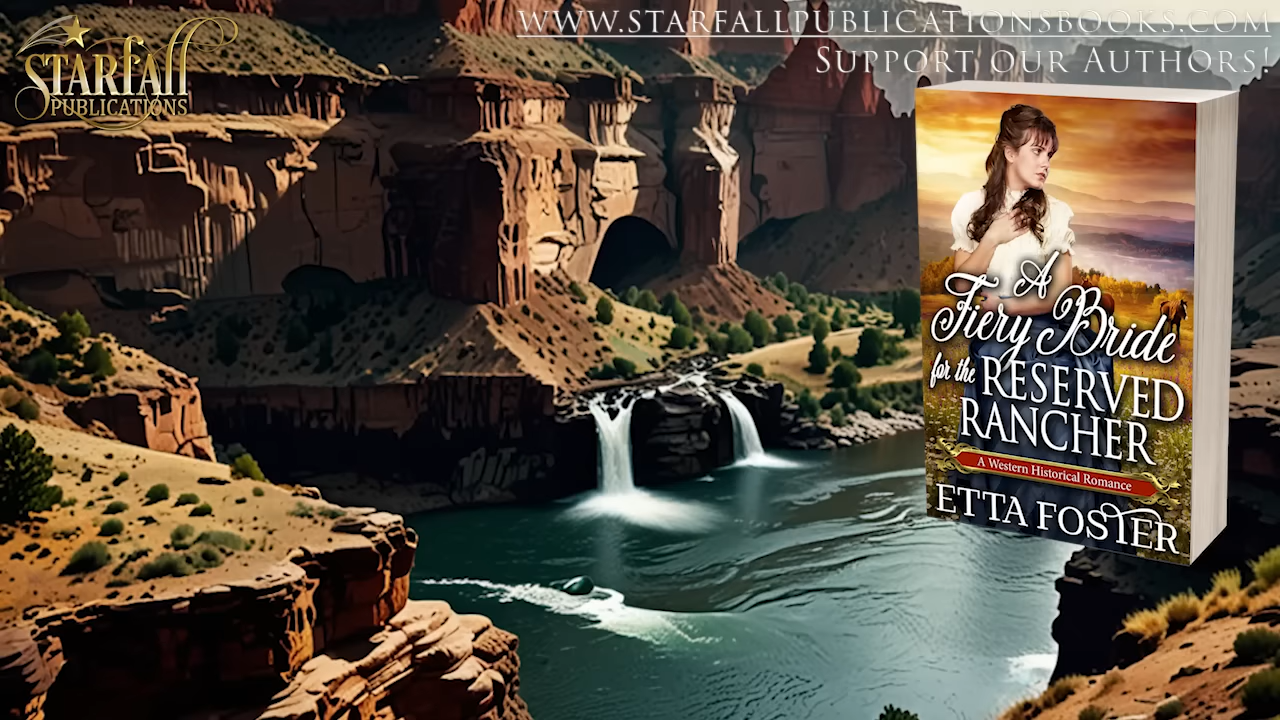 STARfall
PUBLICATIONS
www.starfallpublicationsbooks.com
Support our Authors!
A
Fiery Bride
for the RESERVED
RANCHER
A Western Historical Romance
ETTA FOSTER